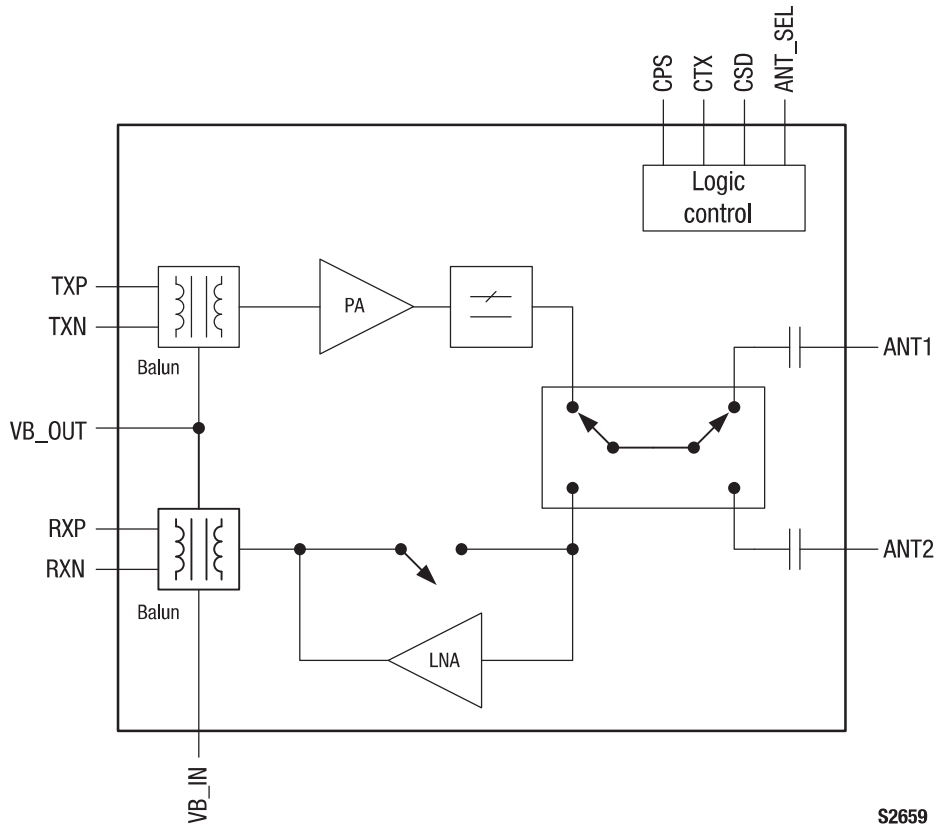 CPS
CTX
CSD
ANT_SEL
Logic
control
TXP
TXN
Balun
PA
ANT1
VB_OUT
RXP
RXN
Balun
LNA
ANT2
VB_IN
S2659